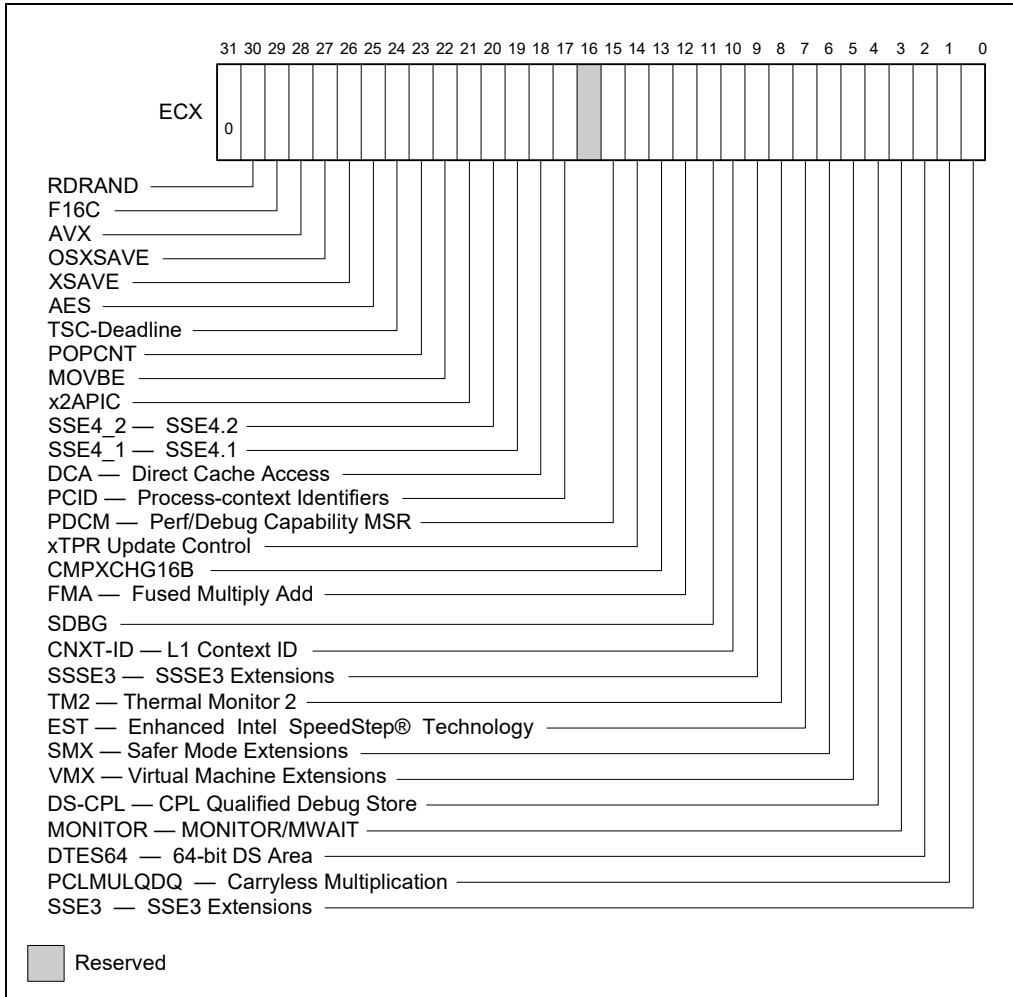 31 30 29 28 27 26 25 24 23 22 21 20 19 18 17 16 15 14 13 12 11 10 9 8 7 6 5 4 3 2 1 0
ECX
0
RDRAND
F16C
AVX
OSXSAVE
XSAVE
AES
TSC-Deadline
POPCNT
MOVBE
x2APIC
SSE4_2 — SSE4.2
SSE4_1 — SSE4.1
DCA — Direct Cache Access
PCID — Process-context Identifiers
PDCM — Perf/Debug Capability MSR
xTPR Update Control
CMPXCHG16B
FMA — Fused Multiply Add
SDBG
CNXT-ID — L1 Context ID
SSSE3 — SSSE3 Extensions
TM2 — Thermal Monitor 2
EST — Enhanced Intel SpeedStep® Technology
SMX — Safer Mode Extensions
VMX — Virtual Machine Extensions
DS-CPL — CPL Qualified Debug Store
MONITOR — MONITOR/MWAIT
DTES64 — 64-bit DS Area
PCLMULQDQ — Carryless Multiplication
SSE3 — SSE3 Extensions
Reserved